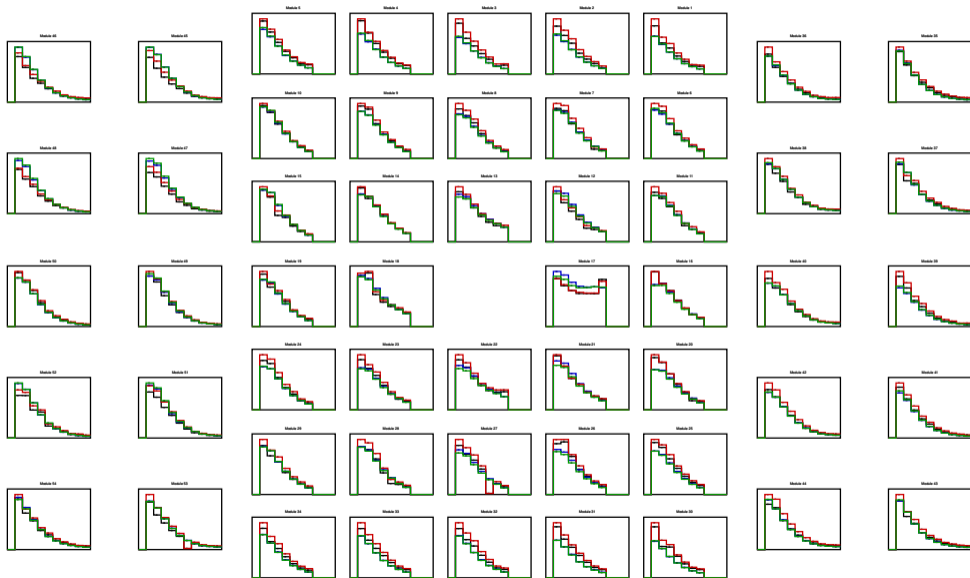 Module 5
Module 4
Module 3
Module 2
Module 1
Module 46
Module 45
Module 36
Module 35
Module 10
Module 9
Module 8
Module 7
Module 6
Module 48
Module 47
Module 38
Module 37
Module 15
Module 14
Module 13
Module 12
Module 11
Module 50
Module 49
Module 19
Module 18
Module 17
Module 16
Module 40
Module 39
Module 24
Module 23
Module 22
Module 21
Module 20
Module 52
Module 51
Module 42
Module 41
Module 29
Module 28
Module 27
Module 26
Module 25
Module 54
Module 53
Module 44
Module 43
Module 34
Module 33
Module 32
Module 31
Module 30